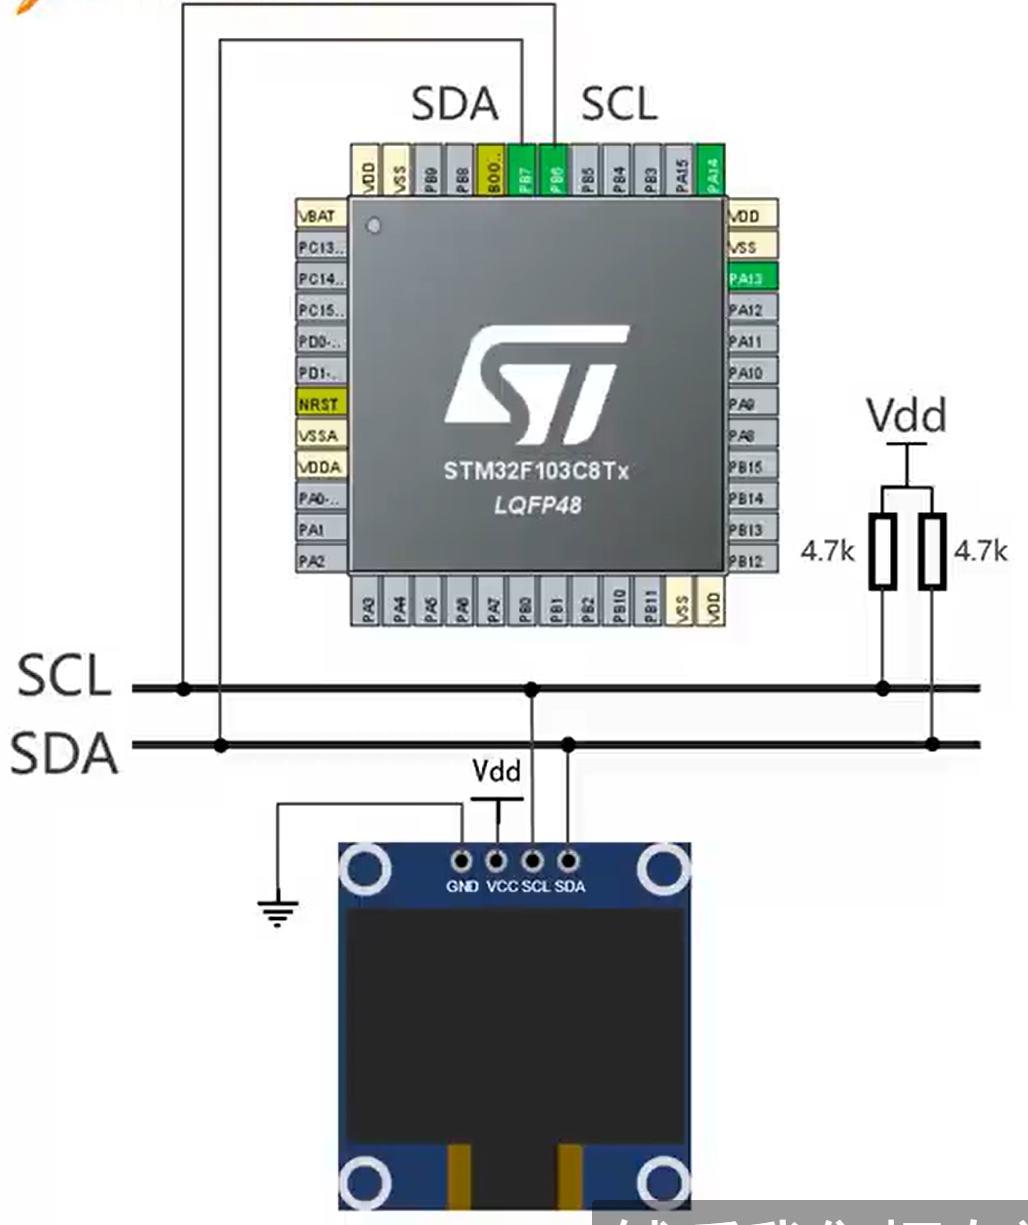 SDA SCL
VDD VSS PB9 PB8 BOO.. PB7 PB6 PB5 PB4 PB3 PA15 PA14
VBAT VDD
PC13.. VSS
PC14.. PA13
PC15.. PA12
PD0-.. PA11
PD1-.. PA10
NRST PA9
VSSA PA8
VDDA PB15
PA0-.. PB14
PA1 PB13
PA2 PB12
STM32F103C8Tx
LQFP48
PA3 PA4 PA5 PA6 PA7 PB0 PB1 PB2 PB10 PB11 VSS VDD
Vdd
4.7k 4.7k
SCL
SDA
Vdd
GND VCC SCL SDA